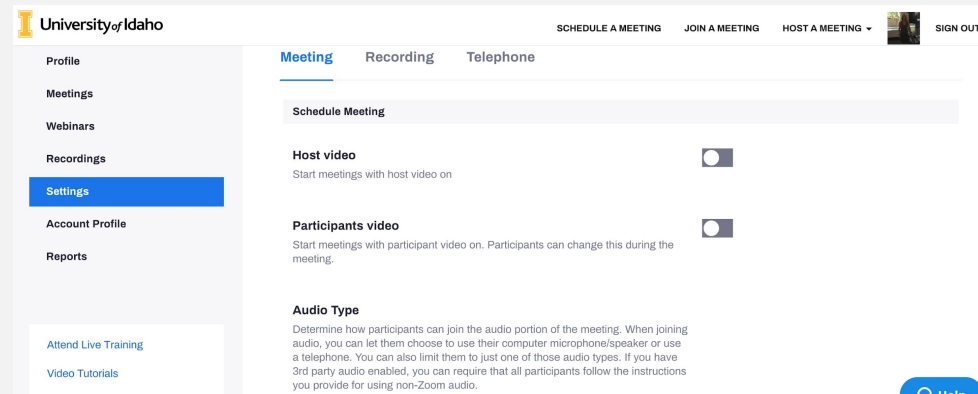 University of Idaho
SCHEDULE A MEETING JOIN A MEETING HOST A MEETING SIGN OUT
Profile
Meetings
Webinars
Recordings
Settings
Account Profile
Reports
Attend Live Training
Video Tutorials
Meeting Recording Telephone
Schedule Meeting
Host video
Start meetings with host video on
Participants video
Start meetings with participant video on. Participants can change this during the
meeting.
Audio Type
Determine how participants can join the audio portion of the meeting. When joining
audio, you can let them choose to use their computer microphone/speaker or use
a telephone. You can also limit them to just one of those audio types. If you have
3rd party audio enabled, you can require that all participants follow the instructions
you provide for using non-Zoom audio.
Help